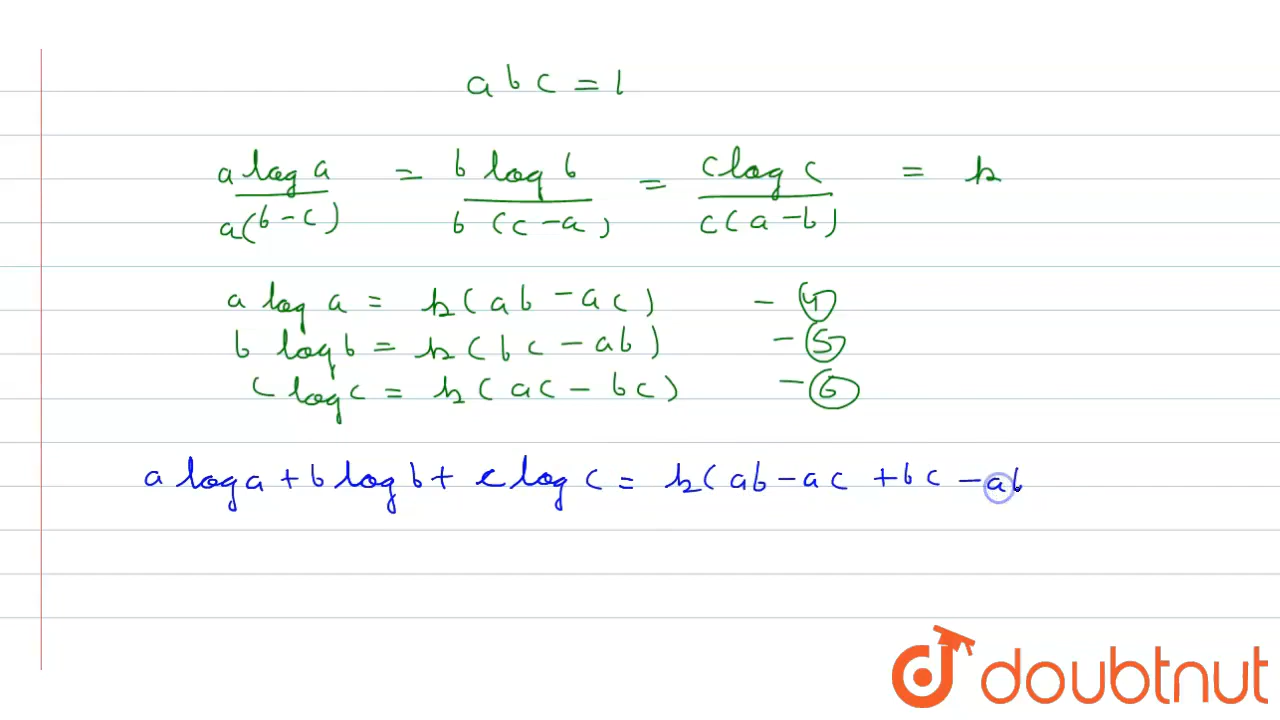 abc = 1
a log a / a(b - c) = b log b / b(c - a) = c log c / c(a - b) = k
a log a = k(ab - ac) - 4
b log b = k(bc - ab) - 5
c log c = k(ac - bc) - 6
a log a + b log b + c log c = k(ab - ac + bc - ab
doubtnut